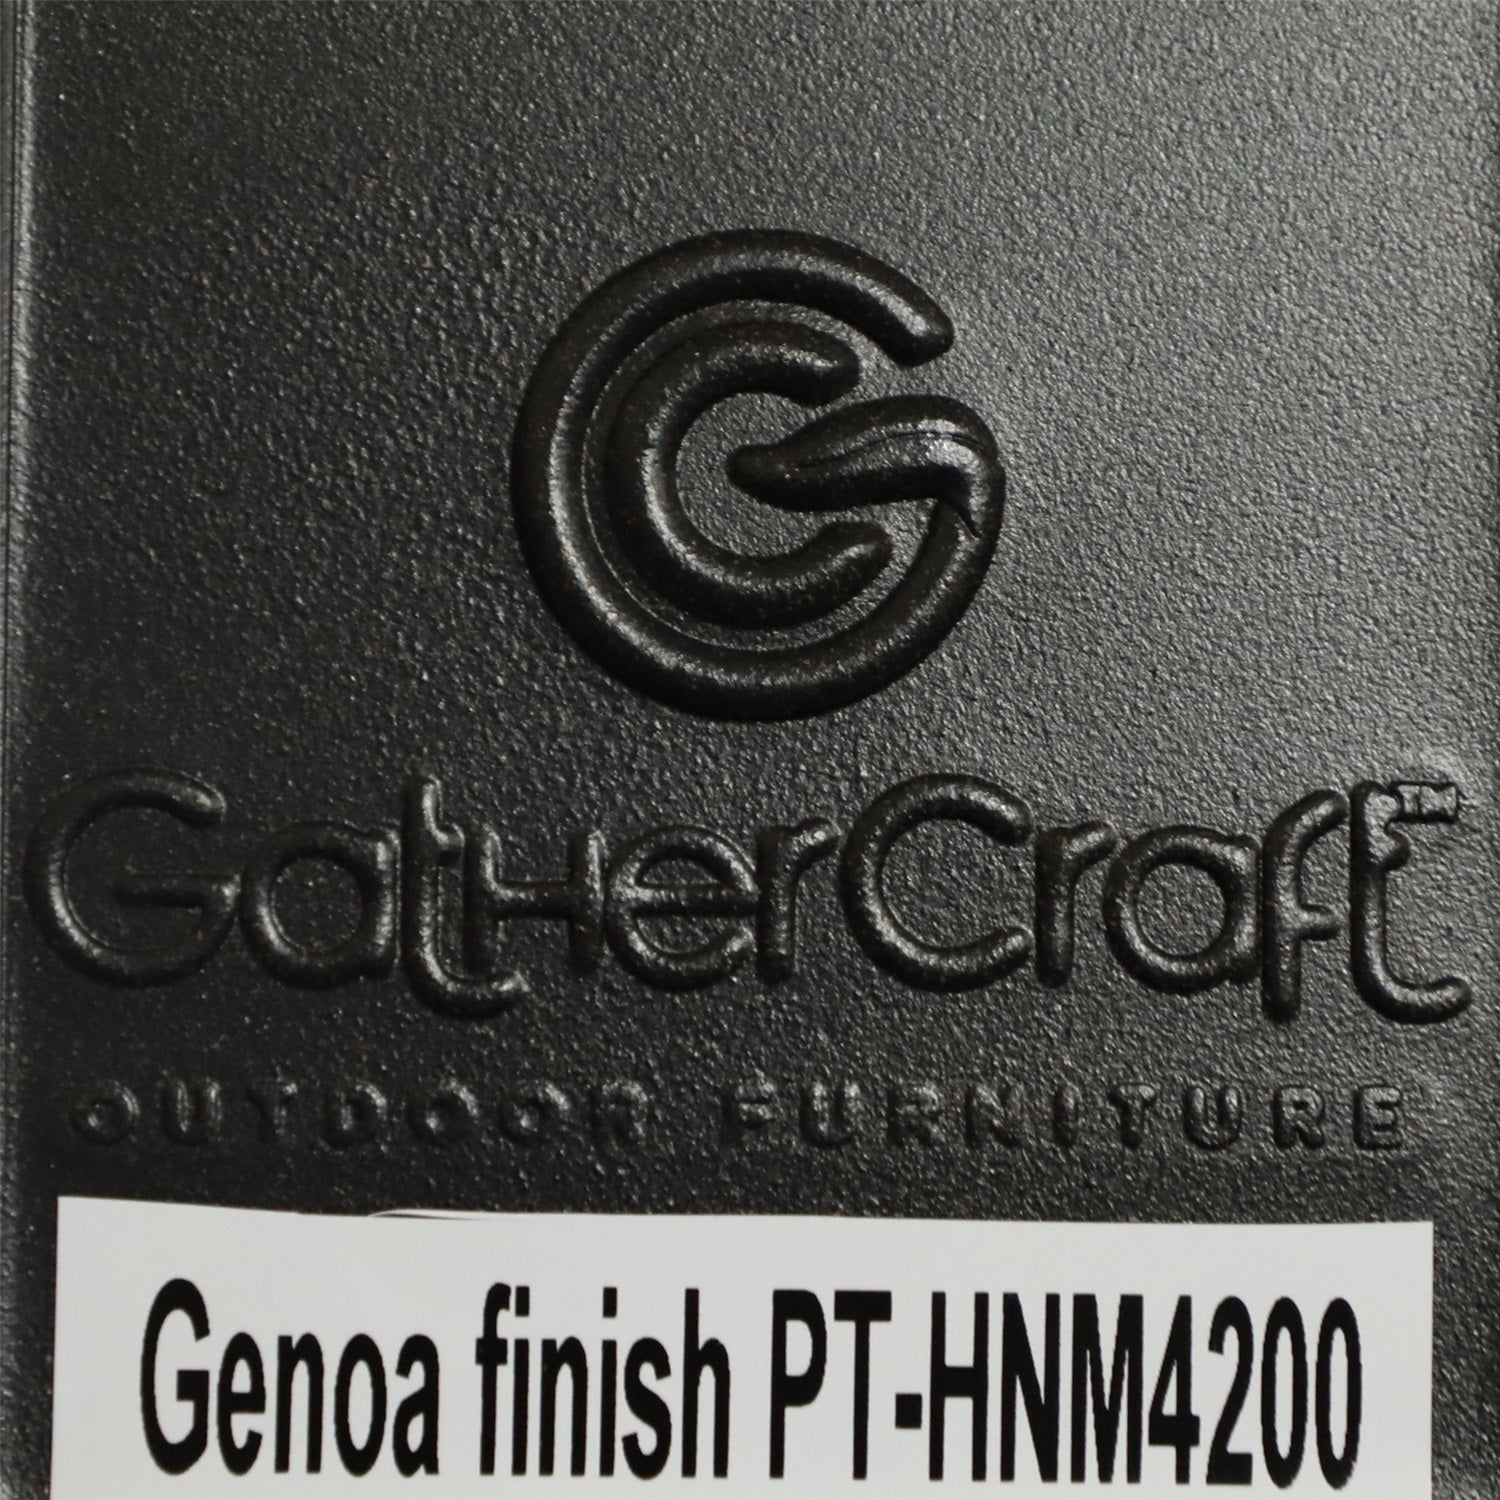 GatherCraft™
OUTDOOR FURNITURE
Genoa finish PT-HNM4200